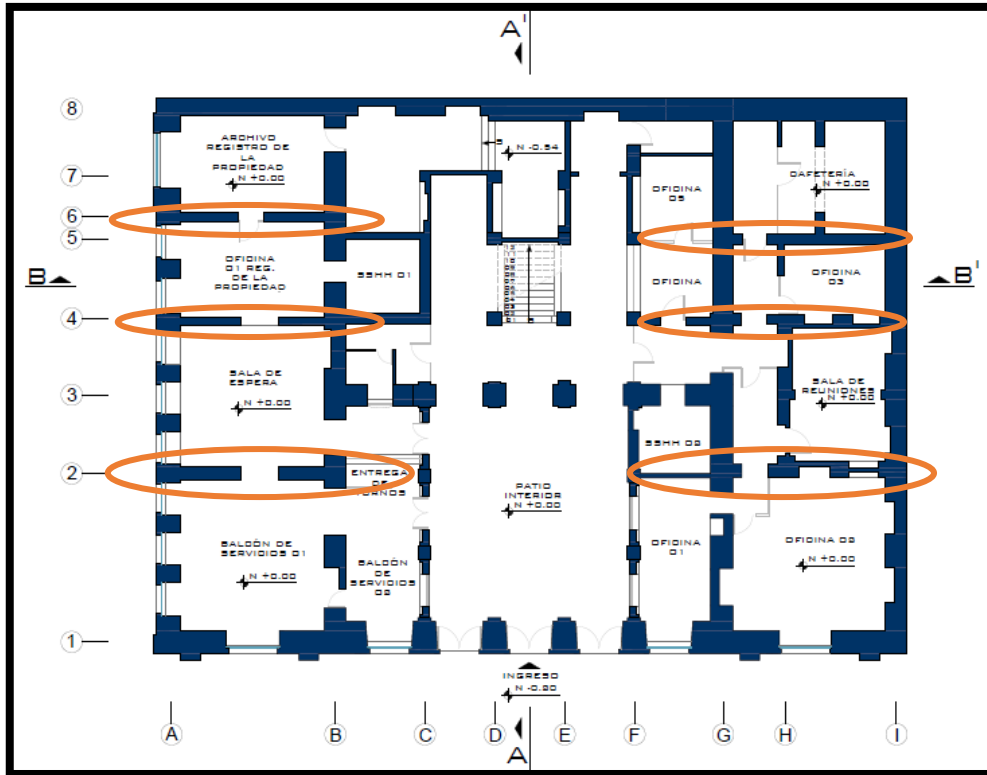 A'
8
7
6
5
4
3
2
1
ARCHIVO
REGISTRO DE
LA
PROPIEDAD
N +0.00
S
N -0.54
OFICINA
05
CAFETERÍA
N +0.00
OFICINA
01 REG.
DE LA
PROPIEDAD
SSHH 01
OFICINA
OFICINA
03
B
B'
SALA DE
ESPERA
N +0.00
SALA DE
REUNIONES
N +0.00
SSHH 02
ENTREGA
DE
TURNOS
PATIO
INTERIOR
N +0.00
BALCÓN DE
SERVICIOS 01
N +0.00
BALCÓN
DE
SERVICIOS
02
OFICINA
01
OFICINA 02
N +0.00
INGRESO
N -0.20
A
A
B
C
D
E
F
G
H
I